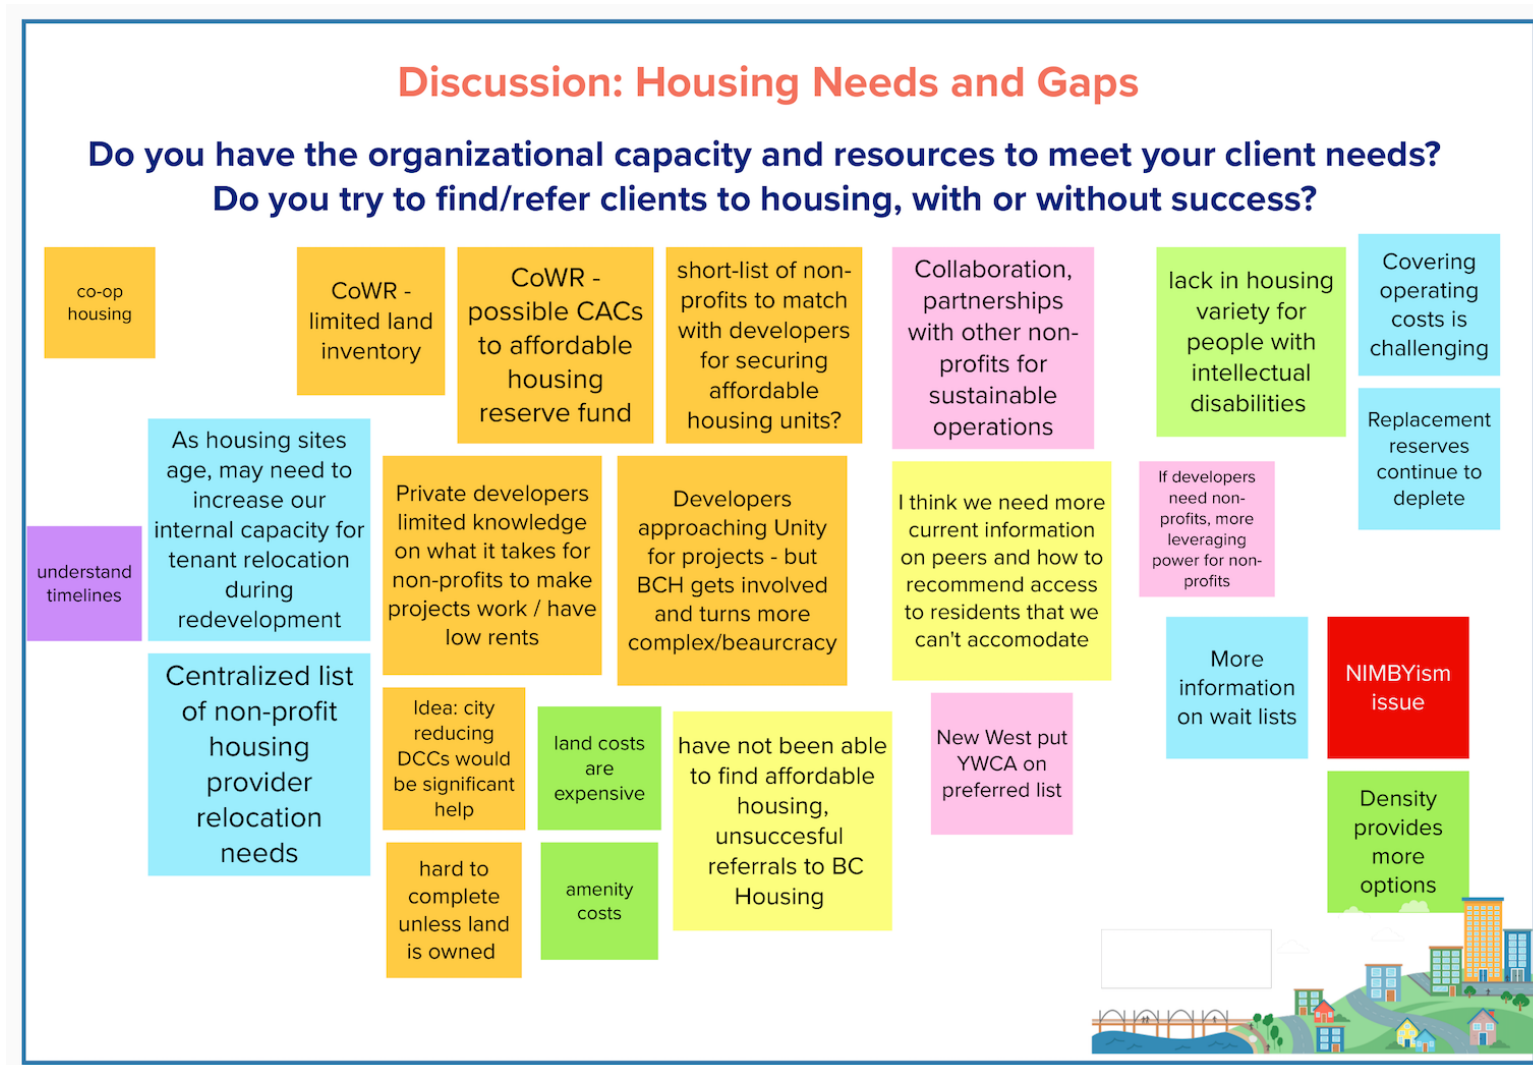 Discussion: Housing Needs and Gaps
Do you have the organizational capacity and resources to meet your client needs?
Do you try to find/refer clients to housing, with or without success?
co-op
housing
CoWR -
limited land
inventory
CoWR -
possible CACs
to affordable
housing
reserve fund
short-list of non-
profits to match
with developers
for securing
affordable
housing units?
Collaboration,
partnerships
with other non-
profits for
sustainable
operations
lack in housing
variety for
people with
intellectual
disabilities
Covering
operating
costs is
challenging
Replacement
reserves
continue to
deplete
understand
timelines
As housing sites
age, may need to
increase our
internal capacity for
tenant relocation
during
redevelopment
Private developers
limited knowledge
on what it takes for
non-profits to make
projects work / have
low rents
Developers
approaching Unity
for projects - but
BCH gets involved
and turns more
complex/beaurcracy
I think we need more
current information
on peers and how to
recommend access
to residents that we
can't accomodate
If developers
need non-
profits, more
leveraging
power for non-
profits
Centralized list
of non-profit
housing
provider
relocation
needs
Idea: city
reducing
DCCs would
be significant
help
land costs
are
expensive
have not been able
to find affordable
housing,
unsuccesful
referrals to BC
Housing
New West put
YWCA on
preferred list
More
information
on wait lists
NIMBYism
issue
hard to
complete
unless land
is owned
amenity
costs
Density
provides
more
options